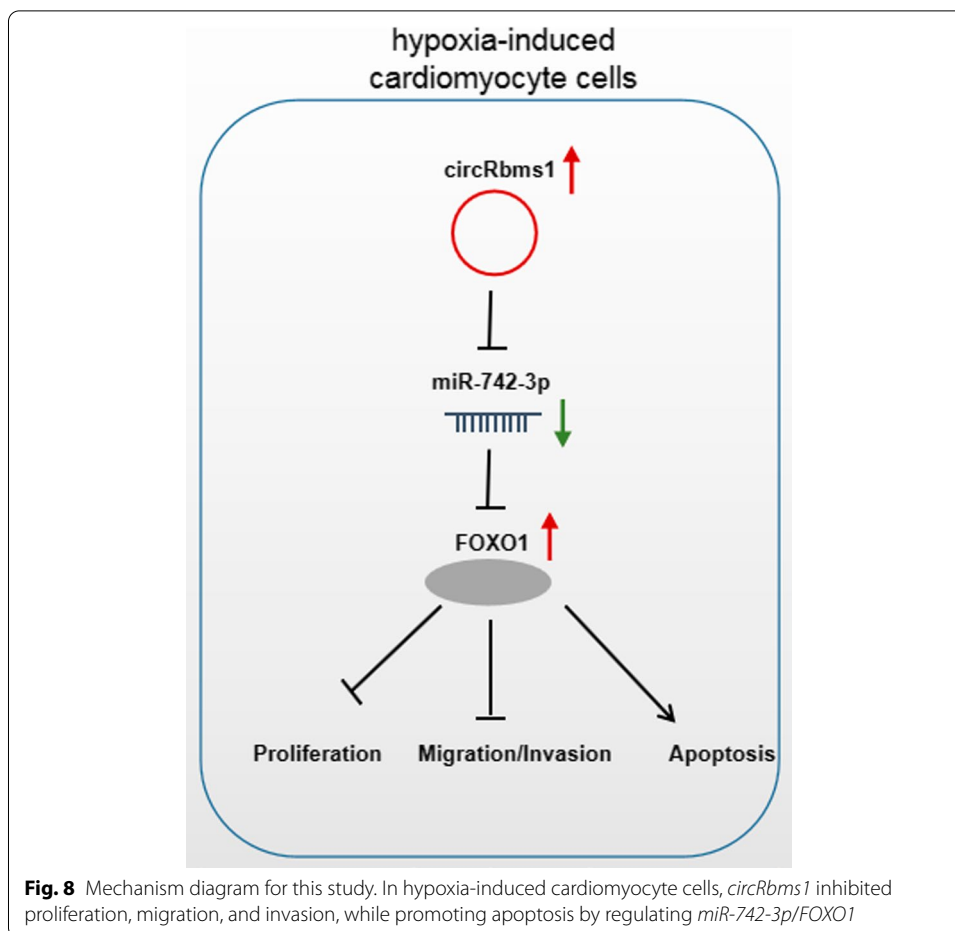 hypoxia-induced
cardiomyocyte cells
circRbms1
miR-742-3p
FOXO1
Proliferation Migration/Invasion Apoptosis
Fig. 8 Mechanism diagram for this study. In hypoxia-induced cardiomyocyte cells, circRbms1 inhibited
proliferation, migration, and invasion, while promoting apoptosis by regulating miR-742-3p/FOXO1